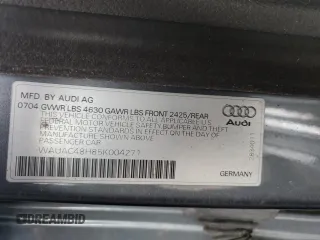 MFD. BY AUDI AG
0704 GVWR LBS 4630 GAWR LBS FRONT 2425/REAR
THIS VEHICLE CONFORMS TO ALL APPLICABLE U.S.
FEDERAL MOTOR VEHICLE SAFETY, BUMPER AND THEFT
PREVENTION STANDARDS IN EFFECT ON THE DATE OF
MANUFACTURE SHOWN ABOVE.
PASSENGER CAR
WAUAC48H65K004271
Audi
GERMANY
DREAMBID